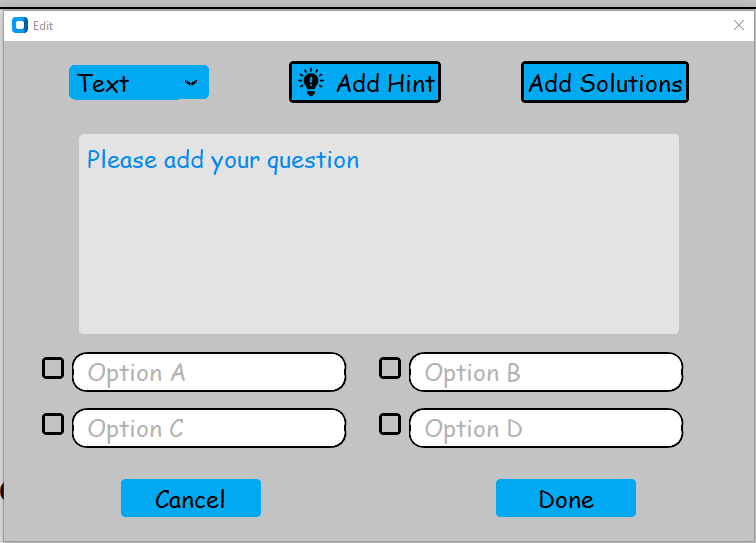 Edit
Text
Add Hint
Add Solutions
Please add your question
Option A
Option B
Option C
Option D
Cancel
Done